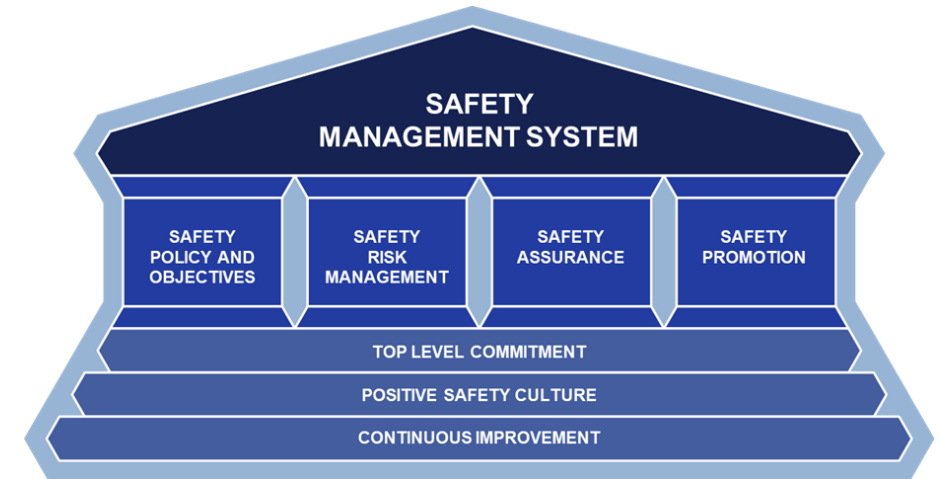 SAFETY
MANAGEMENT SYSTEM
SAFETY
POLICY AND
OBJECTIVES
SAFETY
RISK
MANAGEMENT
SAFETY
ASSURANCE
SAFETY
PROMOTION
TOP LEVEL COMMITMENT
POSITIVE SAFETY CULTURE
CONTINUOUS IMPROVEMENT